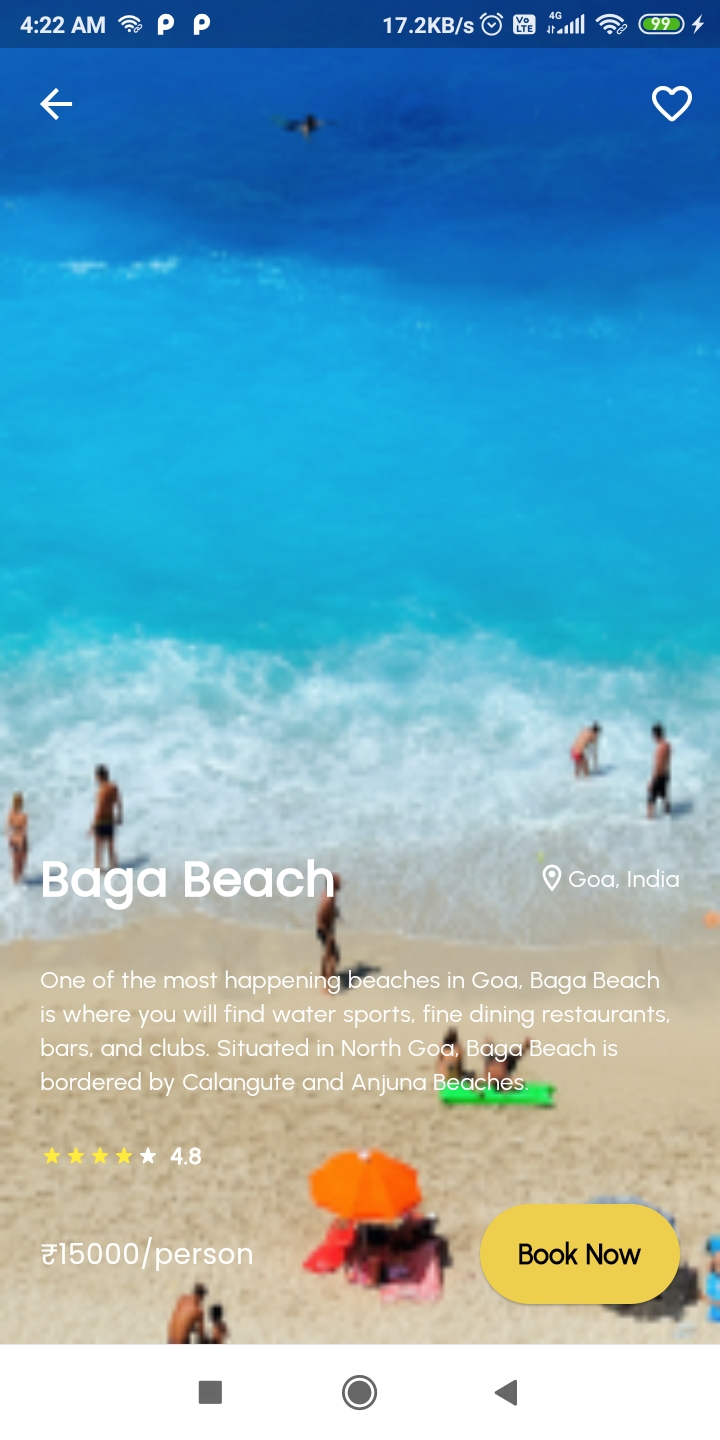 4:22 AM 17.2KB/s Vo LTE 4G 99
Baga Beach
Goa, India
One of the most happening beaches in Goa, Baga Beach
is where you will find water sports, fine dining restaurants,
bars, and clubs. Situated in North Goa, Baga Beach is
bordered by Calangute and Anjuna Beaches.
4.8
₹15000/person
Book Now